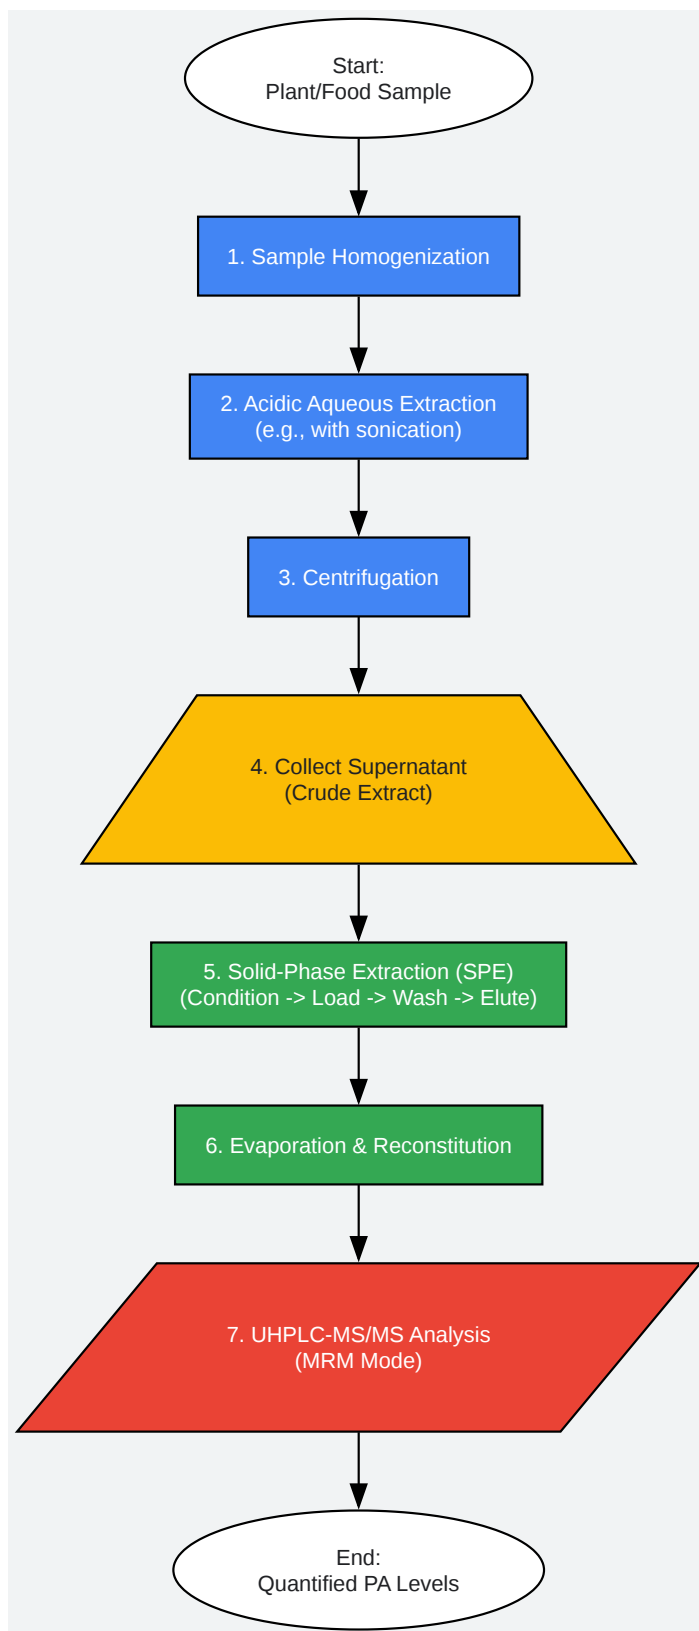 Start:
Plant/Food Sample
1. Sample Homogenization
2. Acidic Aqueous Extraction
(e.g., with sonication)
3. Centrifugation
4. Collect Supernatant
(Crude Extract)
5. Solid-Phase Extraction (SPE)
(Condition -> Load -> Wash -> Elute)
6. Evaporation & Reconstitution
7. UHPLC-MS/MS Analysis
(MRM Mode)
End:
Quantified PA Levels